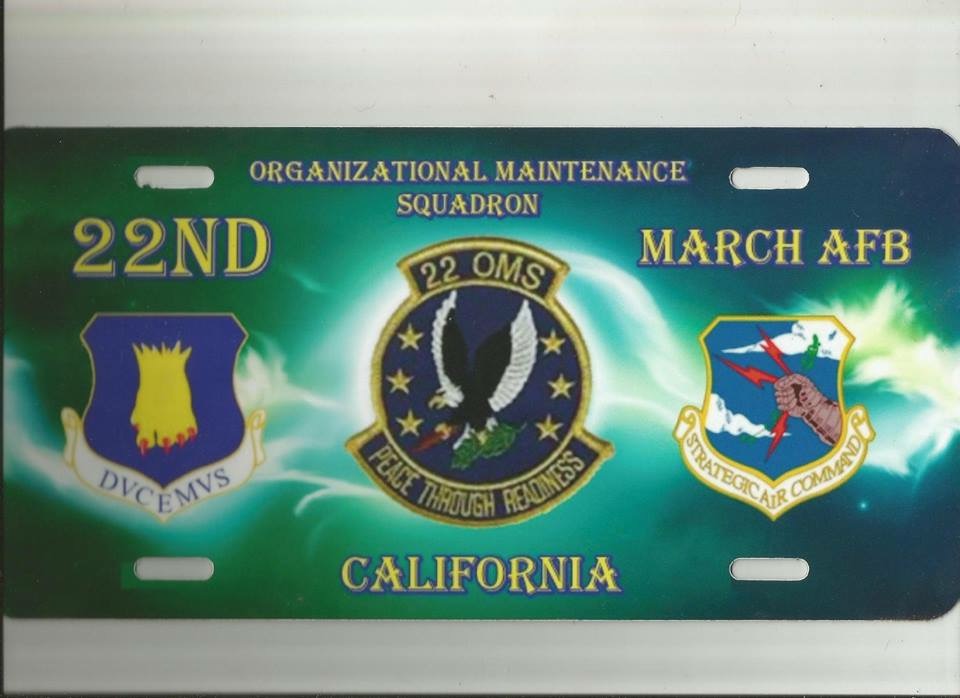 ORGANIZATIONAL MAINTENANCE
SQUADRON
22ND
MARCH AFB
22 OMS
PEACE THROUGH READINESS
DVCEMVS
STRATEGIC AIR COMMAND
CALIFORNIA